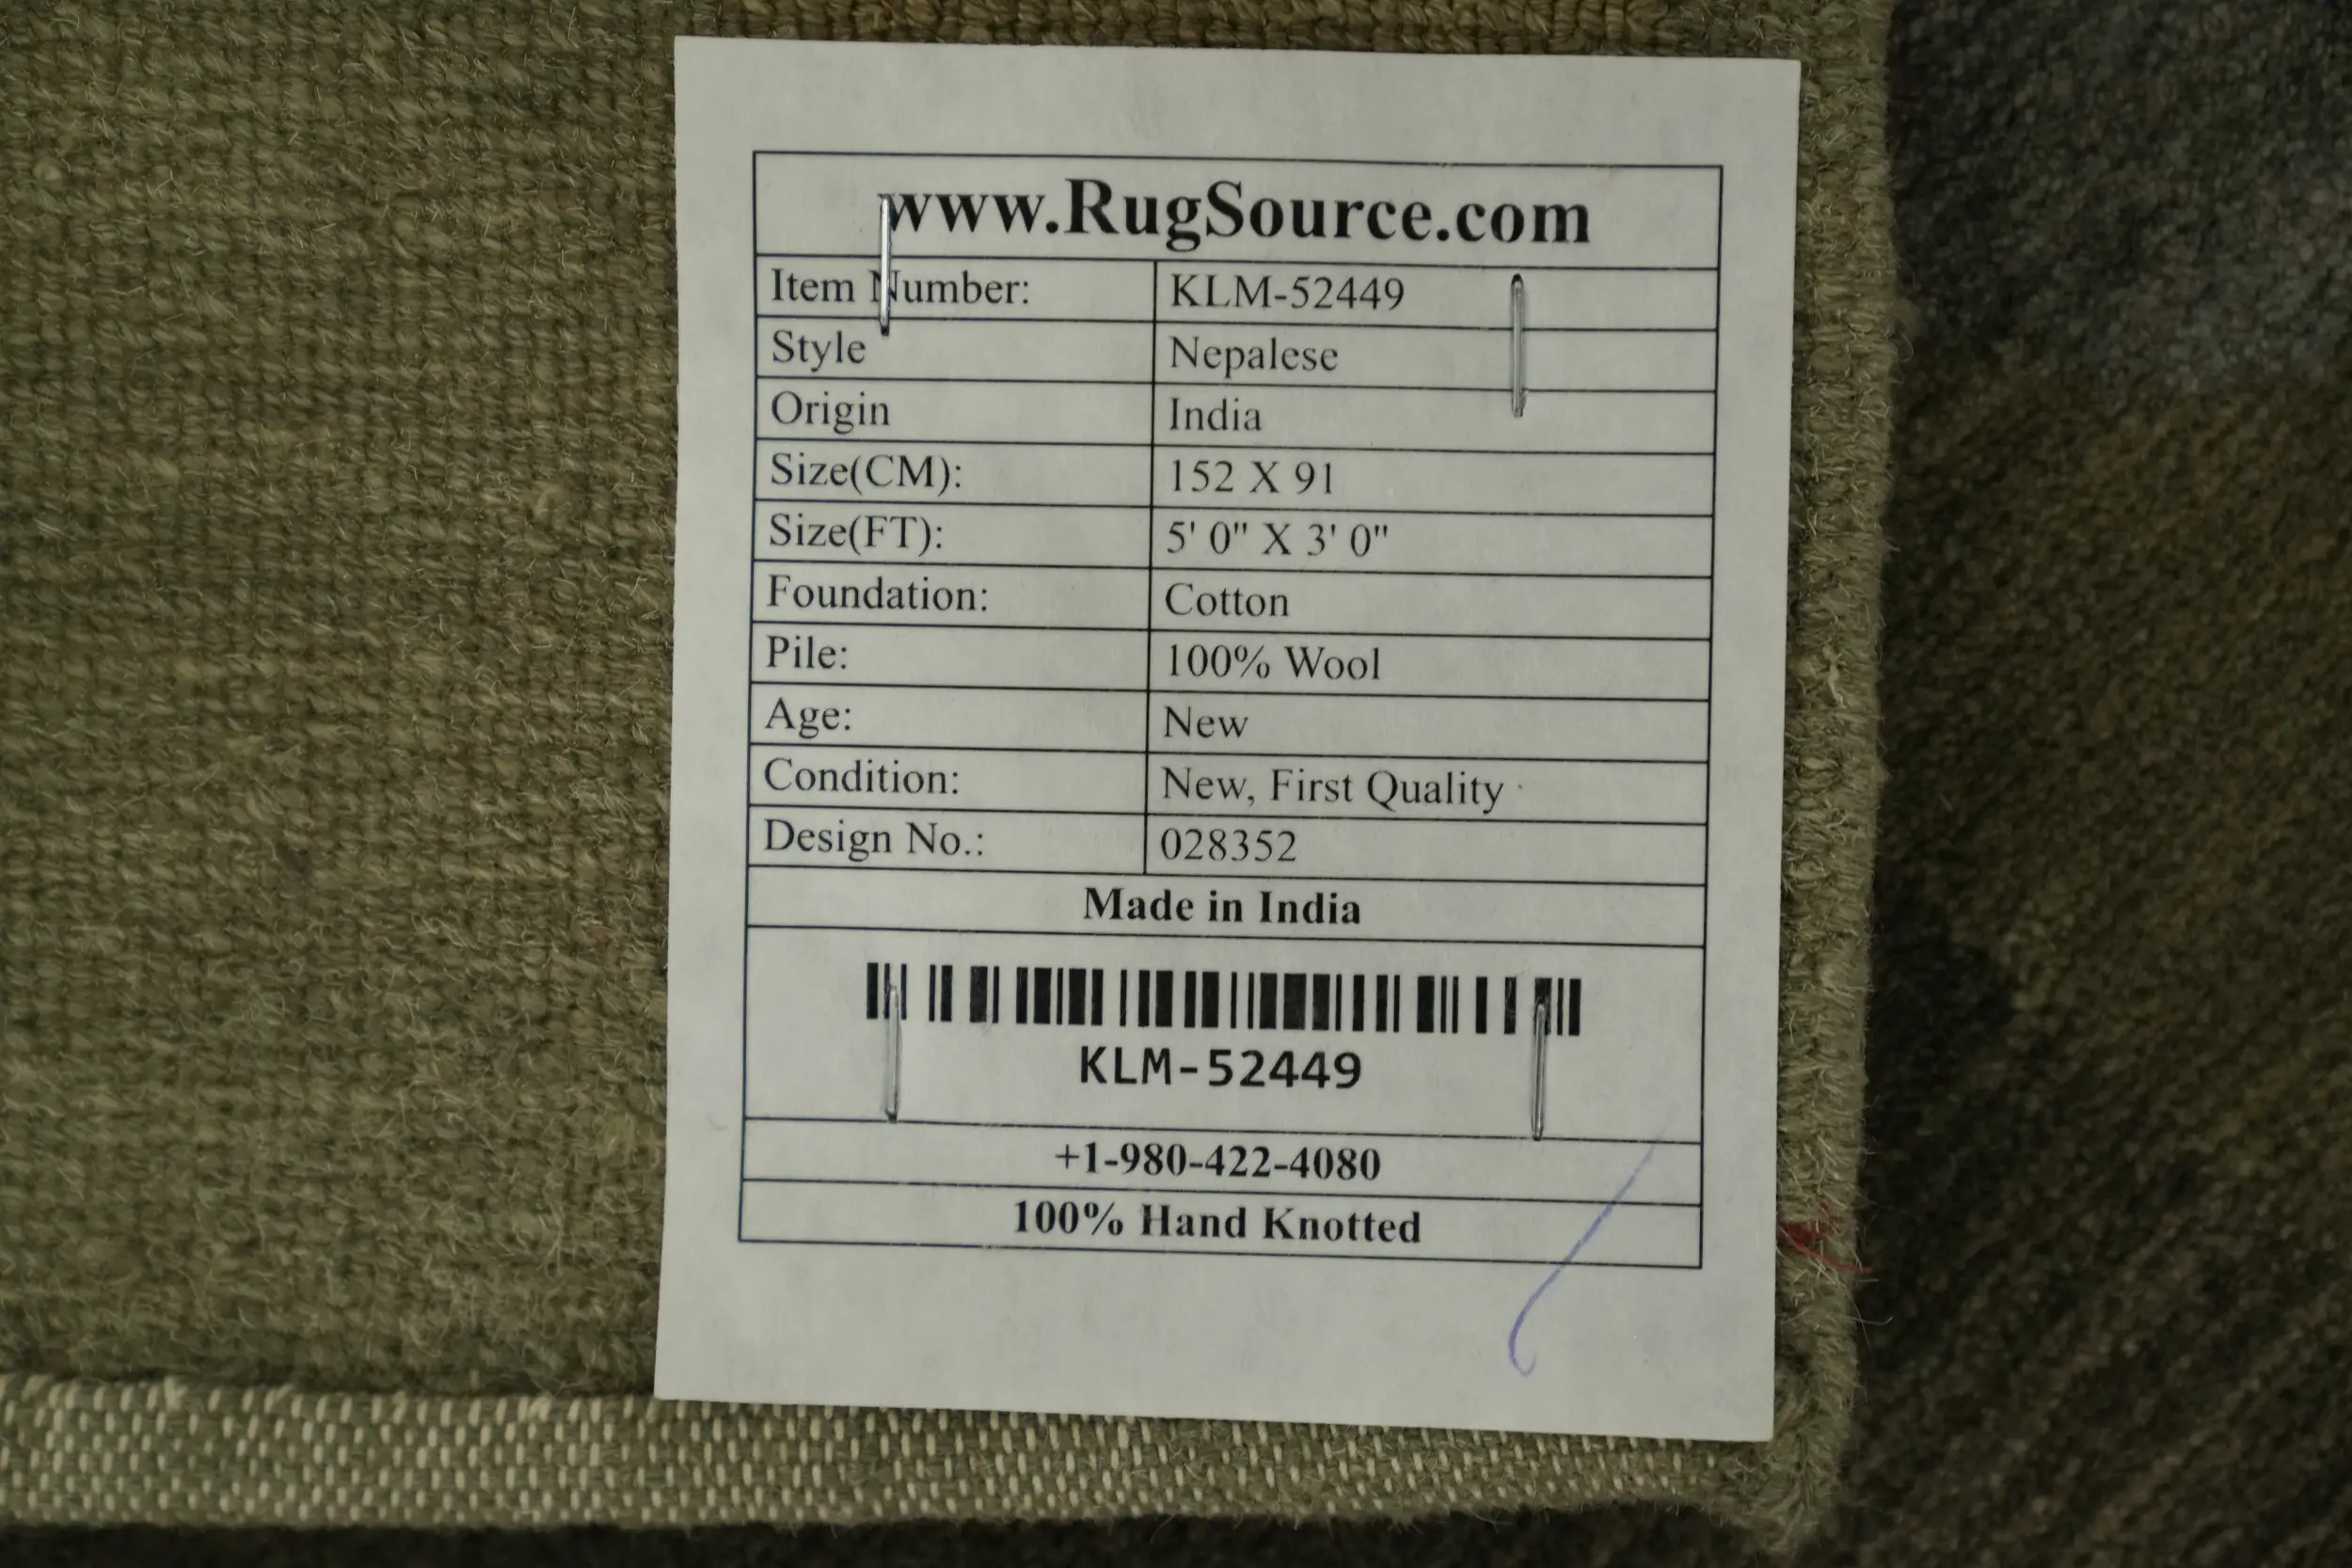 www.RugSource.com
Item Number: KLM-52449
Style Nepalese
Origin India
Size(CM): 152 X 91
Size(FT): 5' 0" X 3' 0"
Foundation: Cotton
Pile: 100% Wool
Age: New
Condition: New, First Quality
Design No.: 028352
Made in India
KLM-52449
+1-980-422-4080
100% Hand Knotted